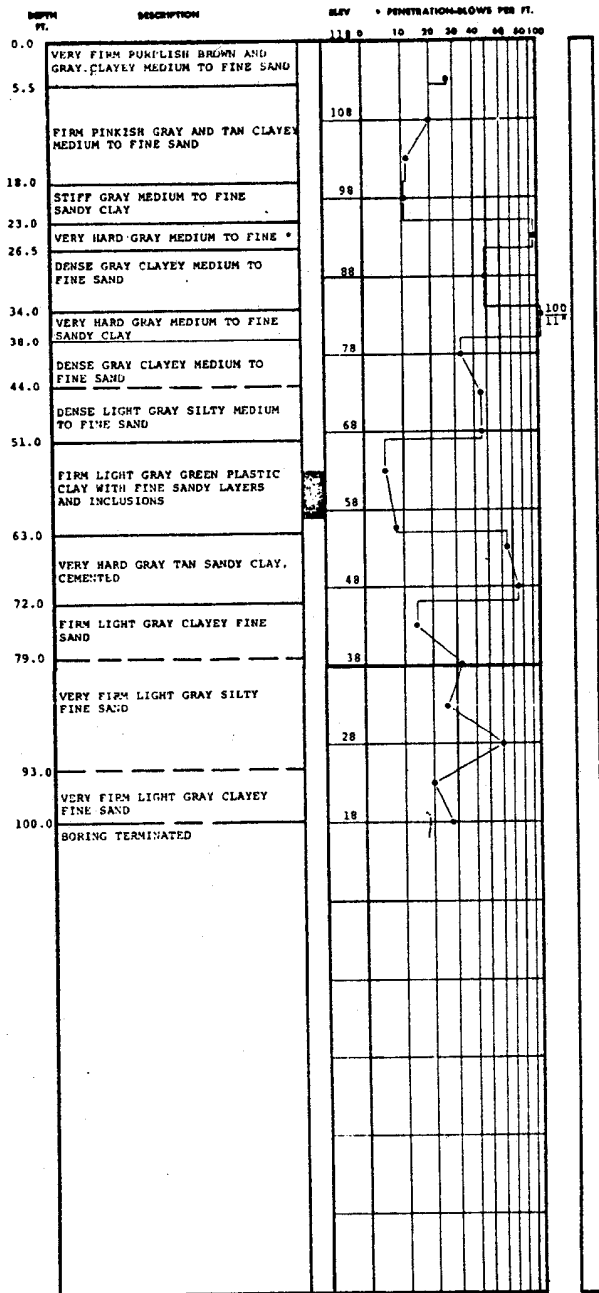 DEPTH FT. DESCRIPTION ELEV • PENETRATION-BLOWS PER FT.
118 0 10 20 30 40 60 80 100
0.0
VERY FIRM PURPLISH BROWN AND
GRAY CLAYEY MEDIUM TO FINE SAND
5.5
108
FIRM PINKISH GRAY AND TAN CLAYEY
MEDIUM TO FINE SAND
18.0
98
STIFF GRAY MEDIUM TO FINE
SANDY CLAY
23.0
VERY HARD GRAY MEDIUM TO FINE *
26.5
DENSE GRAY CLAYEY MEDIUM TO
FINE SAND
88
34.0
100
11"
VERY HARD GRAY MEDIUM TO FINE
SANDY CLAY
38.0
78
DENSE GRAY CLAYEY MEDIUM TO
FINE SAND
44.0
DENSE LIGHT GRAY SILTY MEDIUM
TO FINE SAND
68
51.0
FIRM LIGHT GRAY GREEN PLASTIC
CLAY WITH FINE SANDY LAYERS
AND INCLUSIONS
58
63.0
VERY HARD GRAY TAN SANDY CLAY,
CEMENTED
48
72.0
FIRM LIGHT GRAY CLAYEY FINE
SAND
79.0
38
VERY FIRM LIGHT GRAY SILTY
FINE SAND
28
93.0
VERY FIRM LIGHT GRAY CLAYEY
FINE SAND
100.0
18
BORING TERMINATED